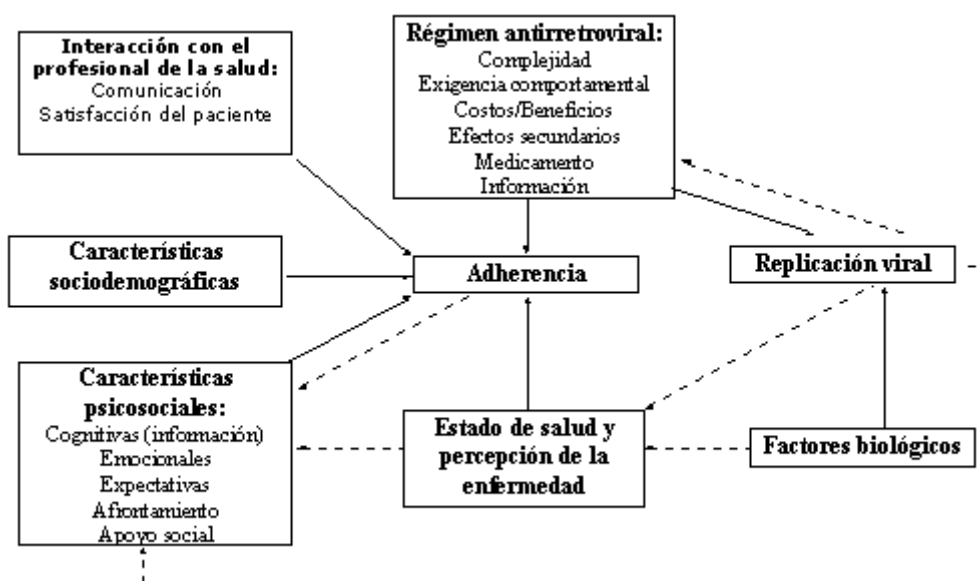 Interacción con el
profesional de la salud:
Comunicación
Satisfacción del paciente
Régimen antirretroviral:
Complejidad
Exigencia comportamental
Costos/Beneficios
Efectos secundarios
Medicamento
Información
Características
sociodemográficas
Adherencia
Replicación viral
Características
psicosociales:
Cognitivas (información)
Emocionales
Expectativas
Afrontamiento
Apoyo social
Estado de salud y
percepción de la
enfermedad
Factores biológicos